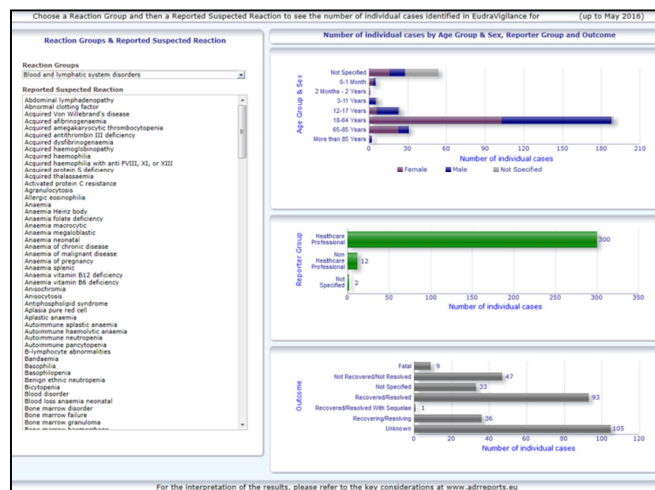 Choose a Reaction Group and then a Reported Suspected Reaction to see the number of individual cases identified in EudraVigilance for (up to May 2016)
Reaction Groups & Reported Suspected Reaction
Reaction Groups
Blood and lymphatic system disorders
Reported Suspected Reaction
Abdominal lymphadenopathy
Abnormal clotting factor
Acquired Von Willebrand's disease
Acquired afibrinogenaemia
Acquired amegakaryocytic thrombocytopenia
Acquired antithrombin III deficiency
Acquired dysfibrinogenaemia
Acquired haemoglobinopathy
Acquired haemophilia
Acquired haemophilia with anti FVIII, XI, or XIII
Acquired protein S deficiency
Acquired thalassaemia
Activated protein C resistance
Agranulocytosis
Allergic eosinophilia
Anaemia
Anaemia Heinz body
Anaemia folate deficiency
Anaemia macrocytic
Anaemia megaloblastic
Anaemia neonatal
Anaemia of chronic disease
Anaemia of malignant disease
Anaemia of pregnancy
Anaemia splenic
Anaemia vitamin B12 deficiency
Anaemia vitamin B6 deficiency
Anisochromia
Anisocytosis
Antiphospholipid syndrome
Aplasia pure red cell
Aplastic anaemia
Autoimmune aplastic anaemia
Autoimmune haemolytic anaemia
Autoimmune neutropenia
Autoimmune pancytopenia
B-lymphocyte abnormalities
Bandaemia
Basophilia
Basophilopenia
Benign ethnic neutropenia
Bicytopenia
Blood disorder
Blood loss anaemia neonatal
Bone marrow disorder
Bone marrow failure
Bone marrow granuloma
Bone marrow haemorrhage
Number of individual cases by Age Group & Sex, Reporter Group and Outcome
Age Group & Sex
Not Specified
0-1 Month
2 Months - 2 Years
3-11 Years
12-17 Years
18-64 Years
65-85 Years
More than 85 Years
0 30 60 90 120 150 180 210
Number of individual cases
Female Male Not Specified
Reporter Group
Healthcare
Professional
300
Non
Healthcare
Professional
12
Not
Specified
2
0 50 100 150 200 250 300 350
Number of individual cases
Outcome
Fatal 9
Not Recovered/Not Resolved 47
Not Specified 33
Recovered/Resolved 93
Recovered/Resolved With Sequelae 1
Recovering/Resolving 36
Unknown 105
0 20 40 60 80 100 120
Number of individual cases
For the interpretation of the results, please refer to the key considerations at www.adrreports.eu